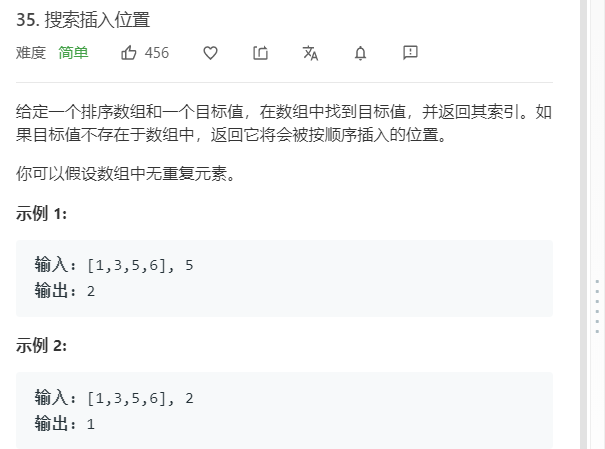 35. 搜索插入位置
难度 简单 456
给定一个排序数组和一个目标值，在数组中找到目标值，并返回其索引。如
果目标值不存在于数组中，返回它将会被按顺序插入的位置。
你可以假设数组中无重复元素。
示例 1:
输入: [1,3,5,6], 5
输出: 2
示例 2:
输入: [1,3,5,6], 2
输出: 1